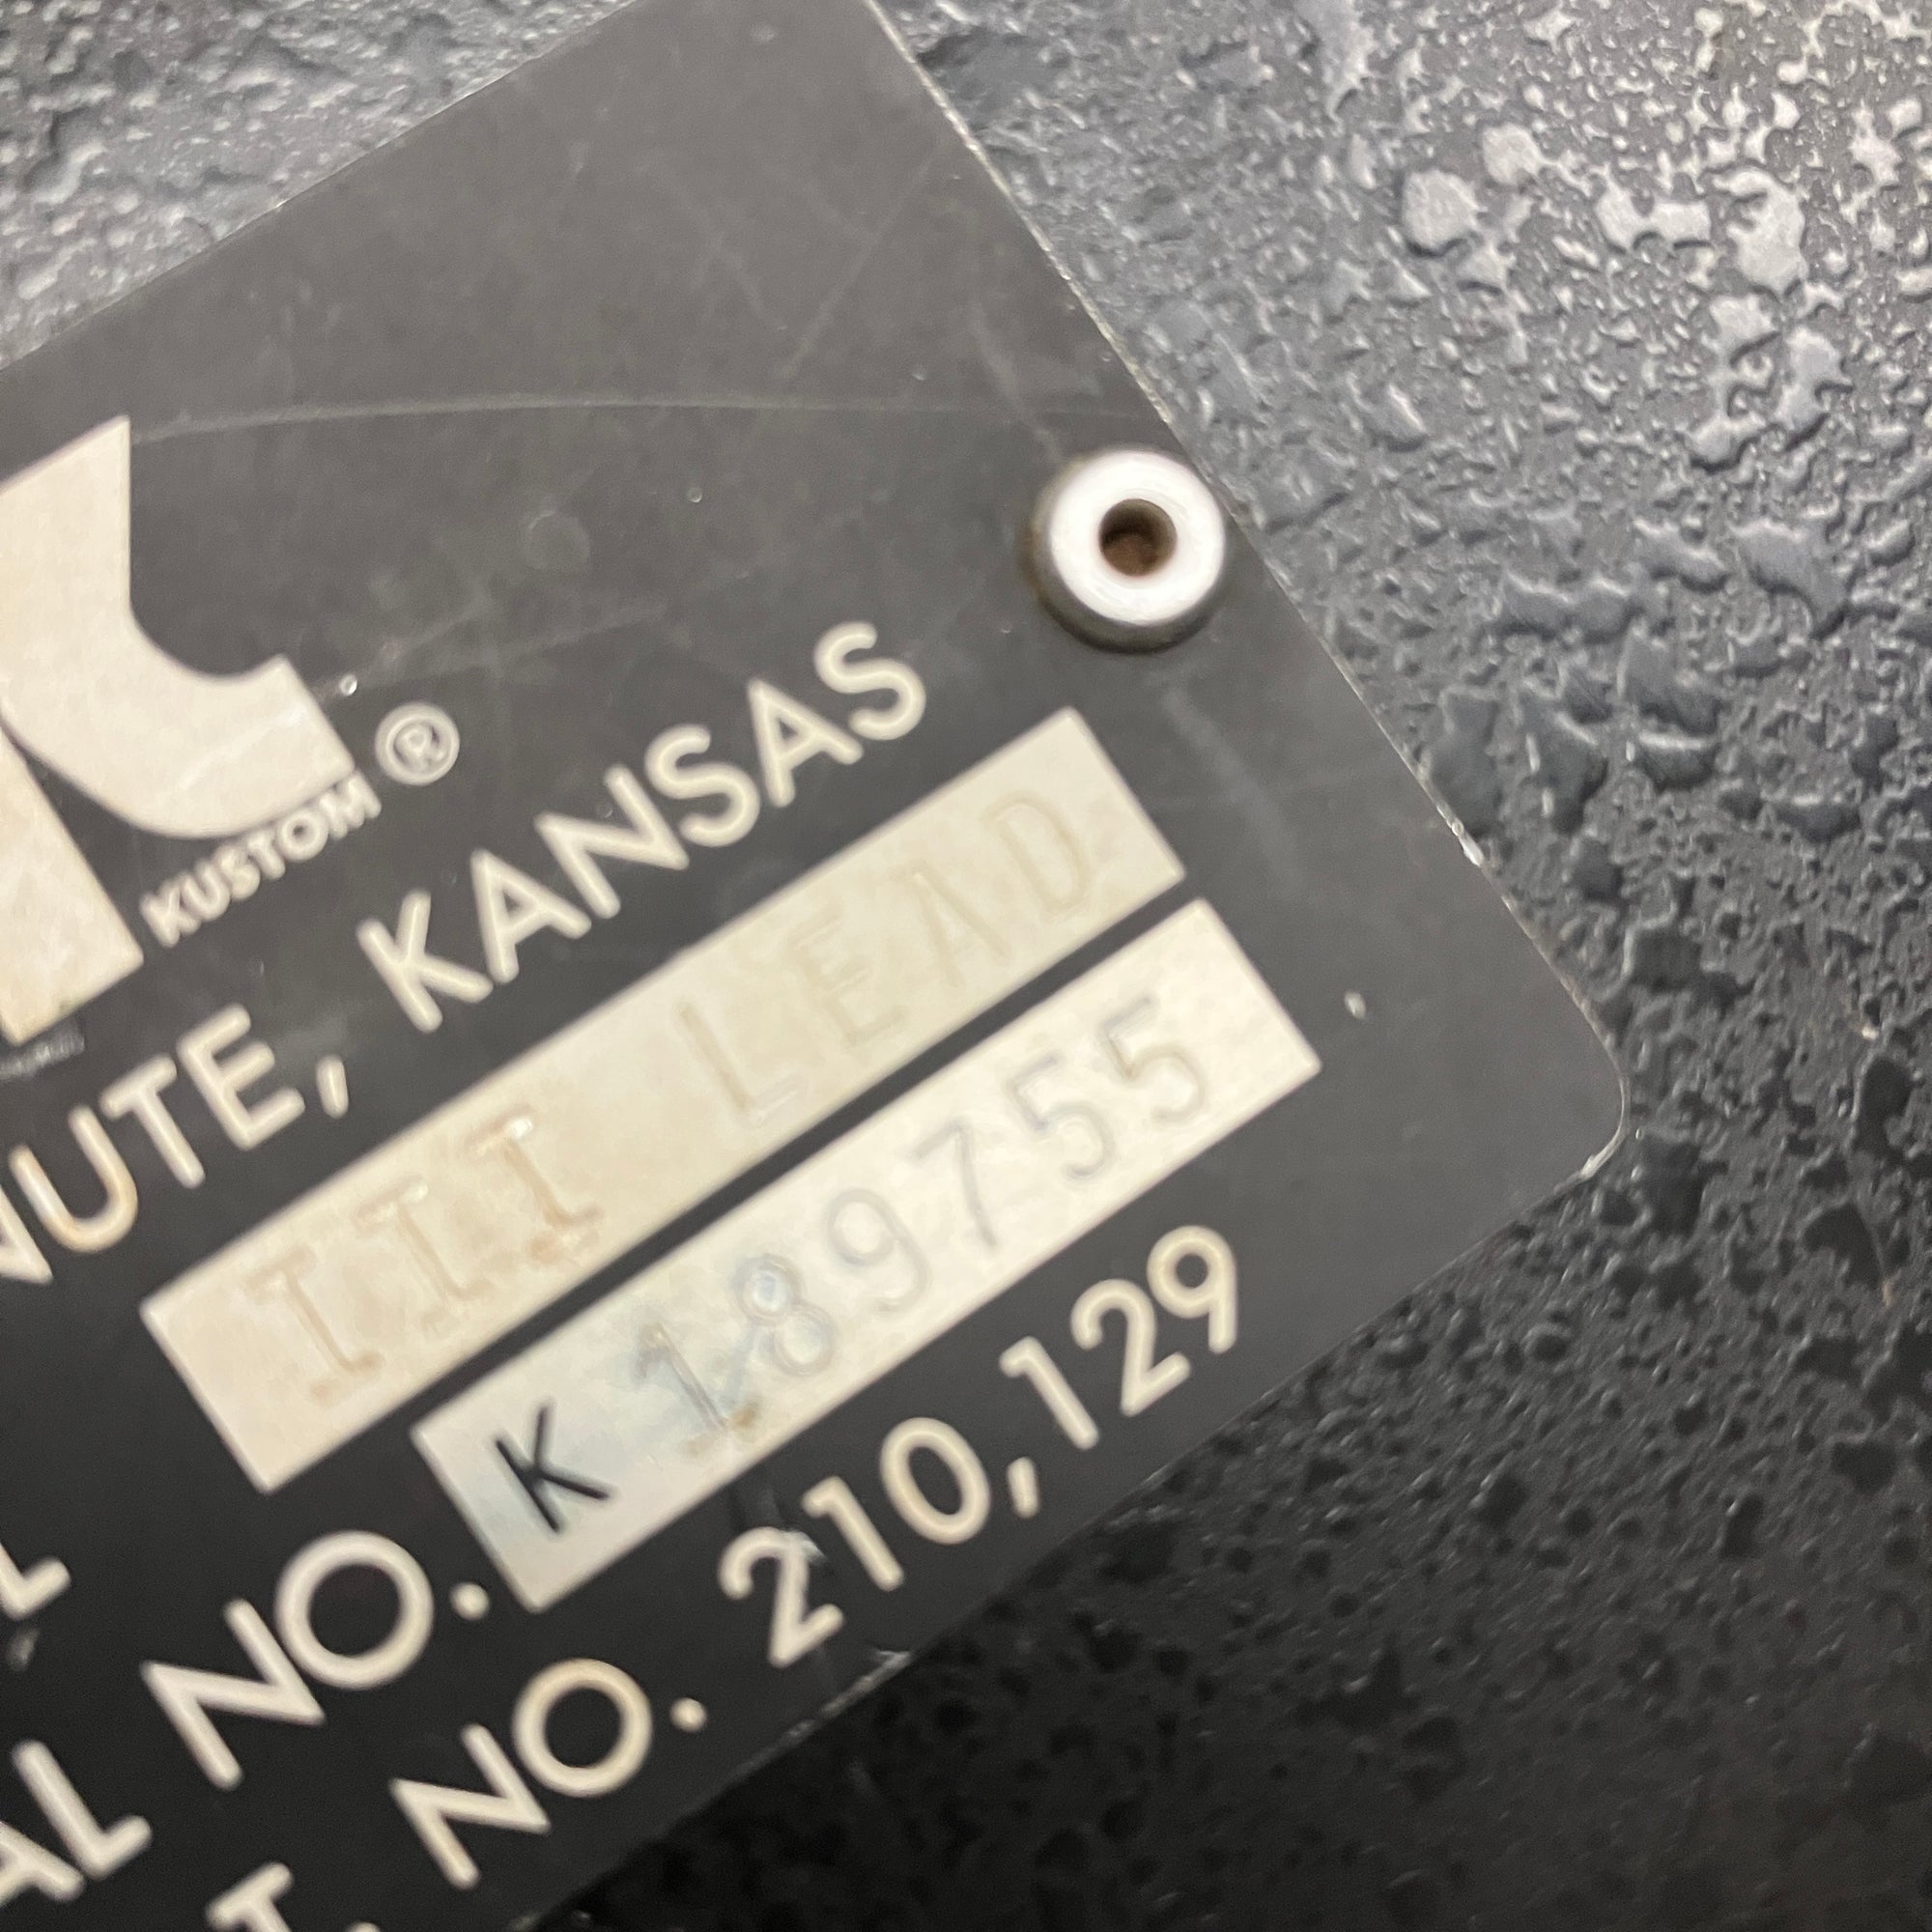 KUSTOM®
NUTE, KANSAS
III LEAD
L
AL NO. K 189755
T. NO. 210,129